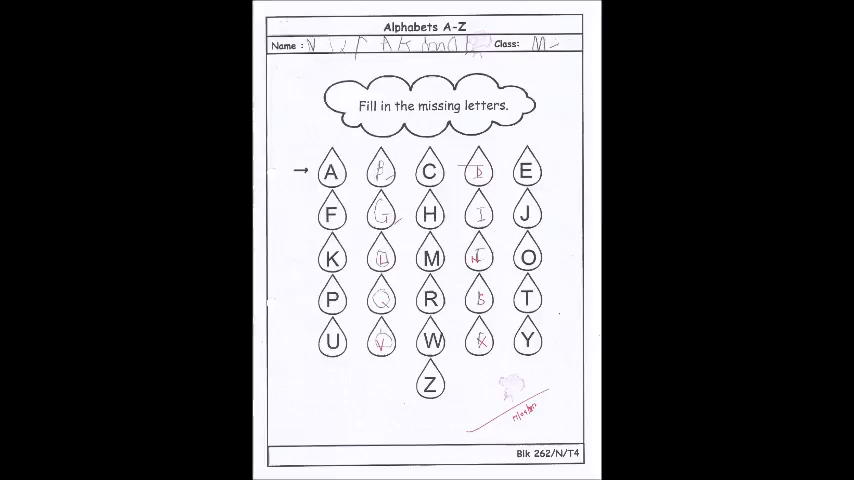 Alphabets A-Z
Name : Class: M
Fill in the missing letters.
→ A B C D E
F G H I J
K L M N O
P Q R S T
U V W X Y
Z
Blk 262/N/T4